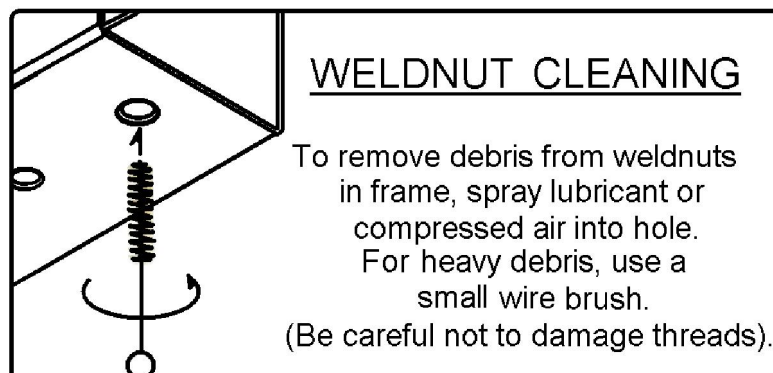 WELDNUT CLEANING
To remove debris from weldnuts
in frame, spray lubricant or
compressed air into hole.
For heavy debris, use a
small wire brush.
(Be careful not to damage threads).